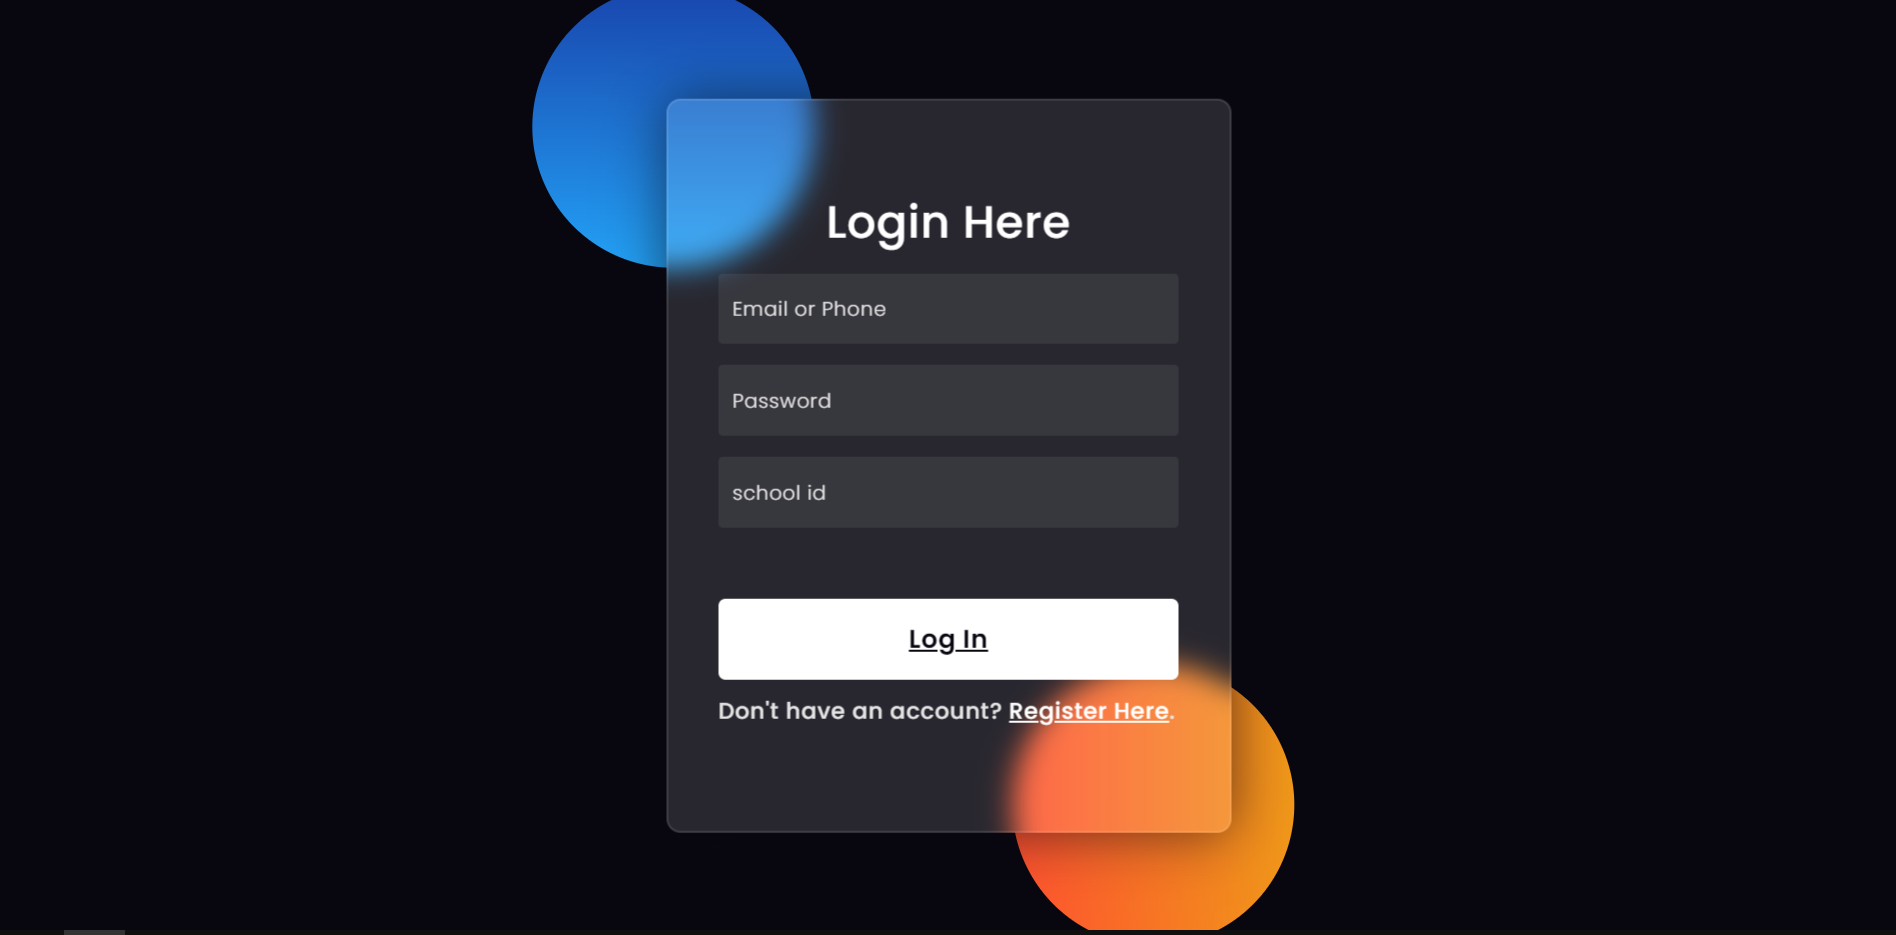 Login Here
Email or Phone
Password
school id
Log In
Don't have an account? Register Here.